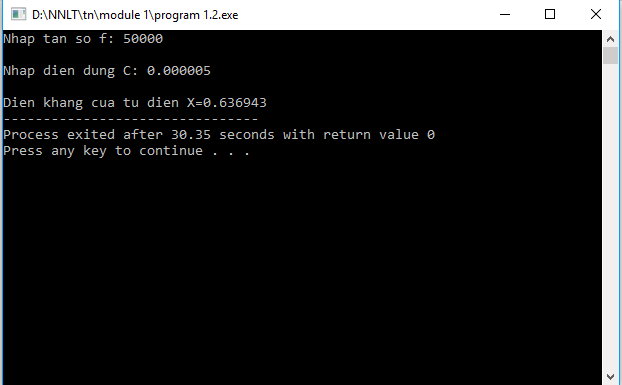 D:\NNLT\tn\module 1\program 1.2.exe
Nhap tan so f: 50000
Nhap dien dung C: 0.000005
Dien khang cua tu dien X=0.636943
--------------------------------
Process exited after 30.35 seconds with return value 0
Press any key to continue . . .